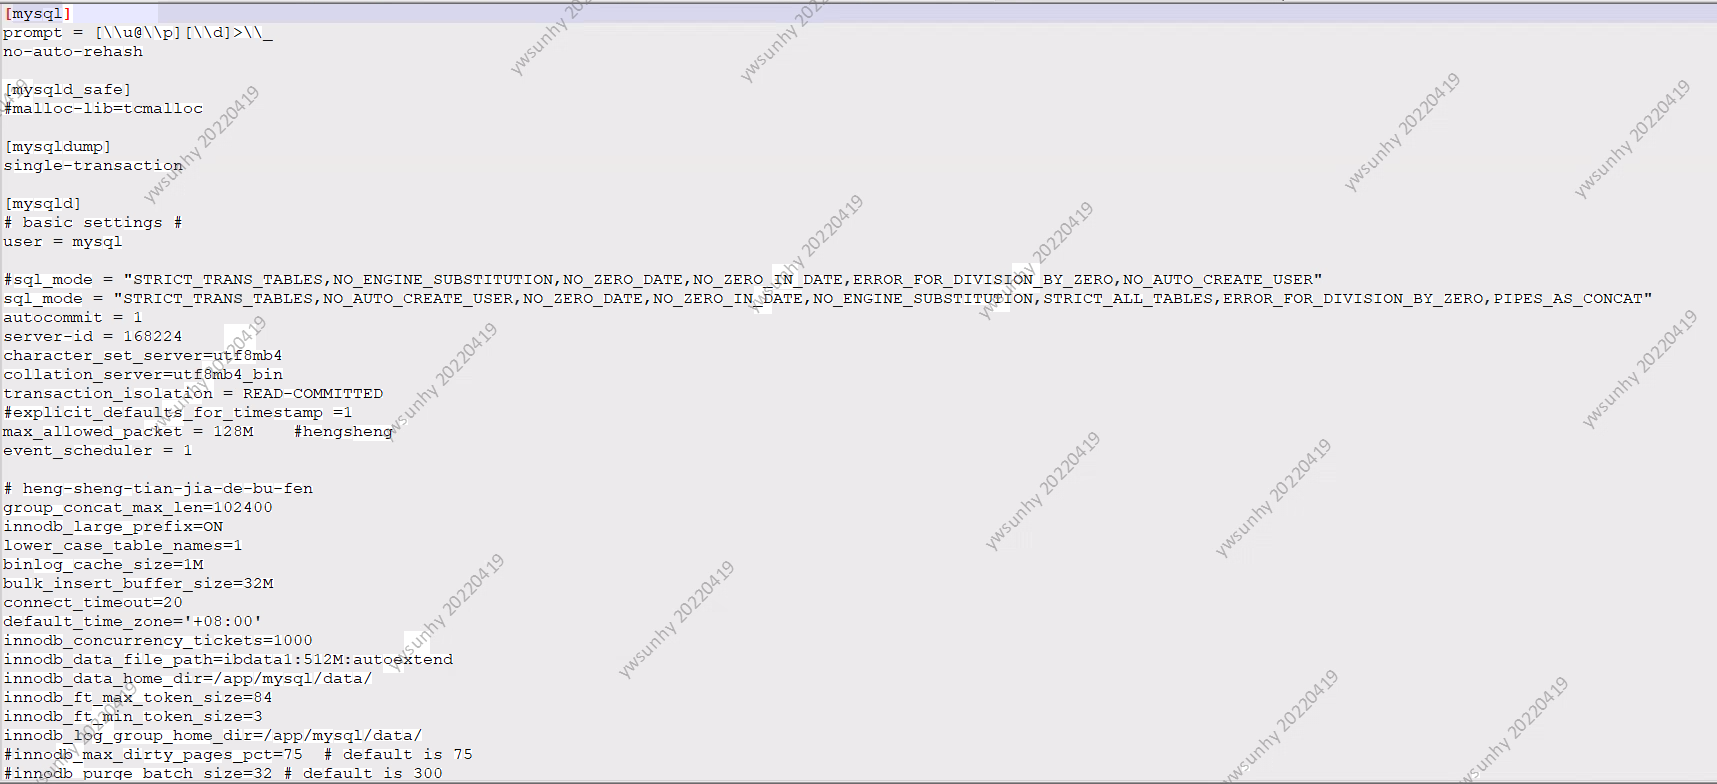 [mysql]
prompt = [\\u@\\p][\\d]>\\_
no-auto-rehash
[mysqld_safe]
#malloc-lib=tcmalloc
[mysqldump]
single-transaction
[mysqld]
# basic settings #
user = mysql
#sql_mode = "STRICT_TRANS_TABLES,NO_ENGINE_SUBSTITUTION,NO_ZERO_DATE,NO_ZERO_IN_DATE,ERROR_FOR_DIVISION_BY_ZERO,NO_AUTO_CREATE_USER"
sql_mode = "STRICT_TRANS_TABLES,NO_AUTO_CREATE_USER,NO_ZERO_DATE,NO_ZERO_IN_DATE,NO_ENGINE_SUBSTITUTION,STRICT_ALL_TABLES,ERROR_FOR_DIVISION_BY_ZERO,PIPES_AS_CONCAT"
autocommit = 1
server-id = 168224
character_set_server=utf8mb4
collation_server=utf8mb4_bin
transaction_isolation = READ-COMMITTED
#explicit_defaults_for_timestamp =1
max_allowed_packet = 128M    #hengsheng
event_scheduler = 1
# heng-sheng-tian-jia-de-bu-fen
group_concat_max_len=102400
innodb_large_prefix=ON
lower_case_table_names=1
binlog_cache_size=1M
bulk_insert_buffer_size=32M
connect_timeout=20
default_time_zone='+08:00'
innodb_concurrency_tickets=1000
innodb_data_file_path=ibdata1:512M:autoextend
innodb_data_home_dir=/app/mysql/data/
innodb_ft_max_token_size=84
innodb_ft_min_token_size=3
innodb_log_group_home_dir=/app/mysql/data/
#innodb_max_dirty_pages_pct=75  # default is 75
#innodb_purge_batch_size=32 # default is 300
ywsunhy 20220419